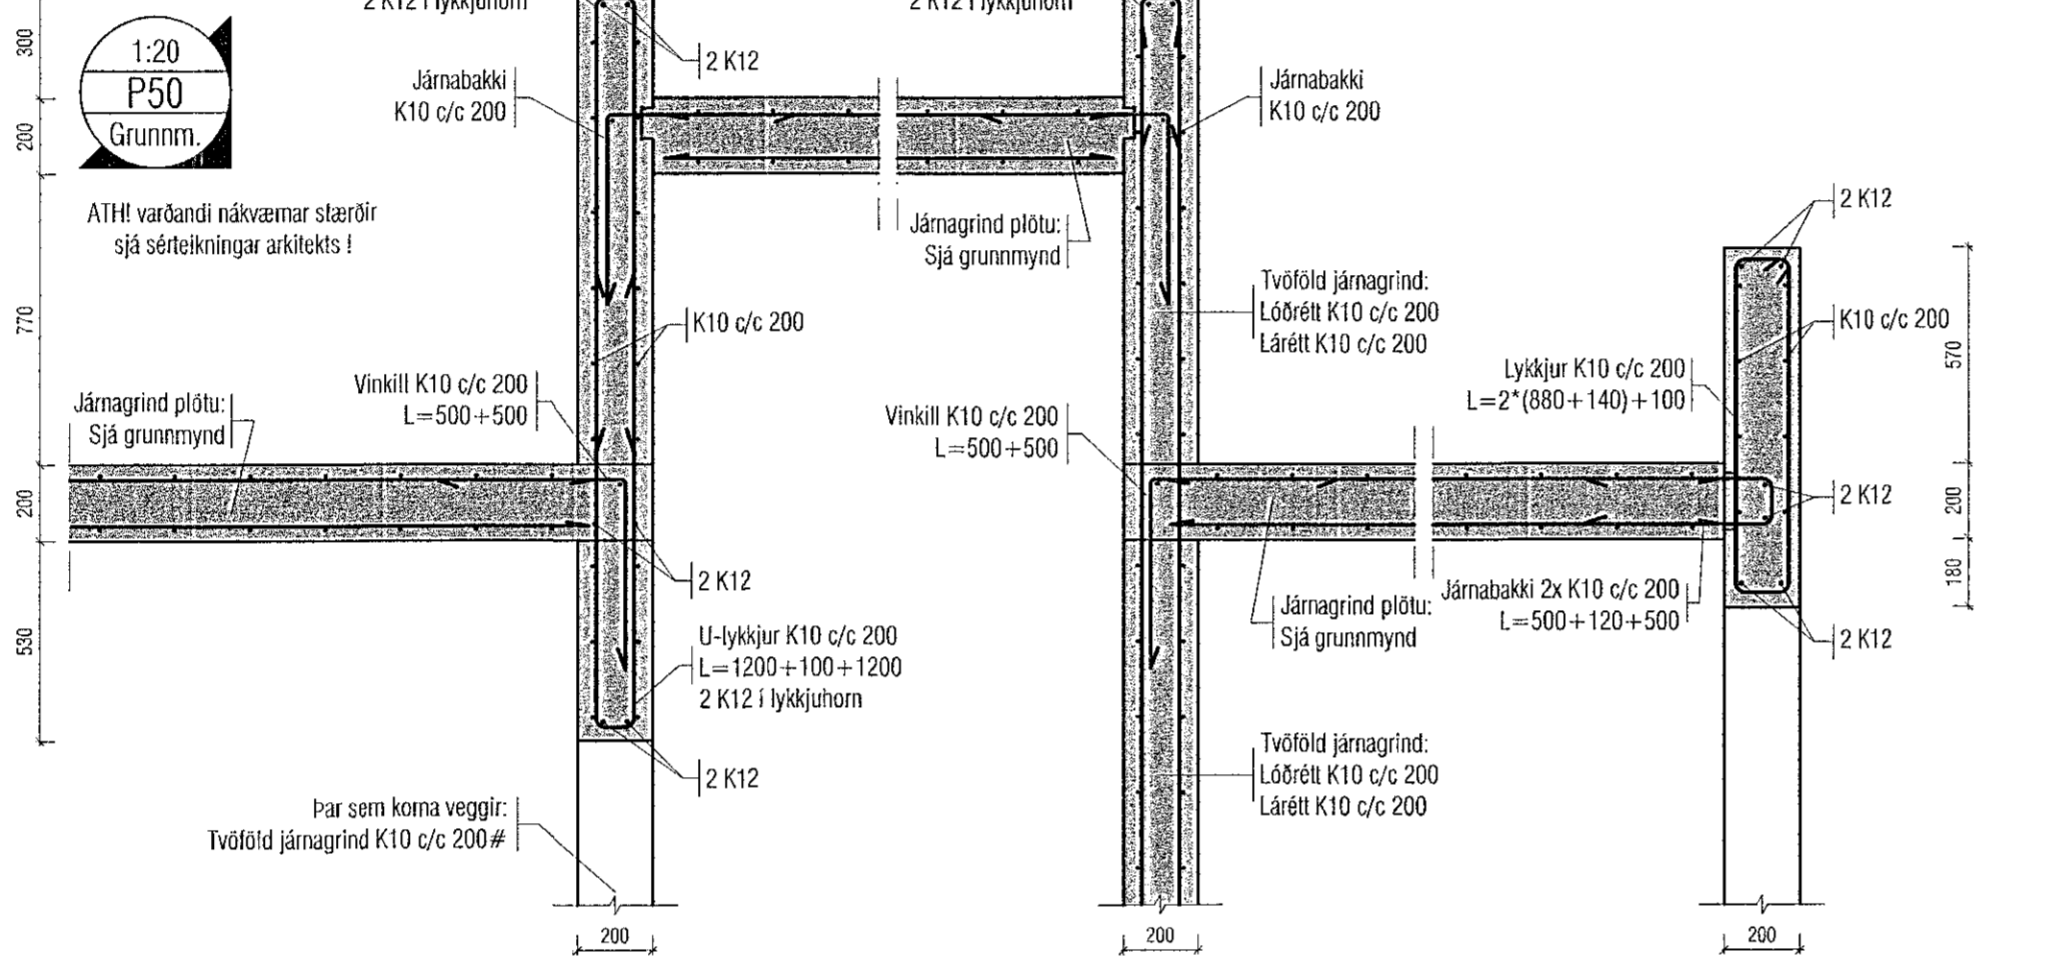 2 K12 í lykkjuhorn
2 K12 í lykkjuhorn
300
200
770
200
530
1:20
P50
Grunnm.
ATH! varðandi nákvæmar stærðir
sjá sérteikningar arkitekts !
2 K12
Járnabakki
K10 c/c 200
Járnabakki
K10 c/c 200
Járnagrind plötu:
Sjá grunnmynd
2 K12
K10 c/c 200
Tvöföld járnagrind:
Lóðrétt K10 c/c 200
Lárétt K10 c/c 200
K10 c/c 200
570
Lykkjur K10 c/c 200
L=2*(880+140)+100
Vinkill K10 c/c 200
L=500+500
Járnagrind plötu:
Sjá grunnmynd
Vinkill K10 c/c 200
L=500+500
2 K12
200
180
2 K12
Járnagrind plötu:
Sjá grunnmynd
Járnabakki 2x K10 c/c 200
L=500+120+500
2 K12
U-lykkjur K10 c/c 200
L=1200+100+1200
2 K12 í lykkjuhorn
2 K12
Tvöföld járnagrind:
Lóðrétt K10 c/c 200
Lárétt K10 c/c 200
Þar sem koma veggir:
Tvöföld járnagrind K10 c/c 200#
200
200
200